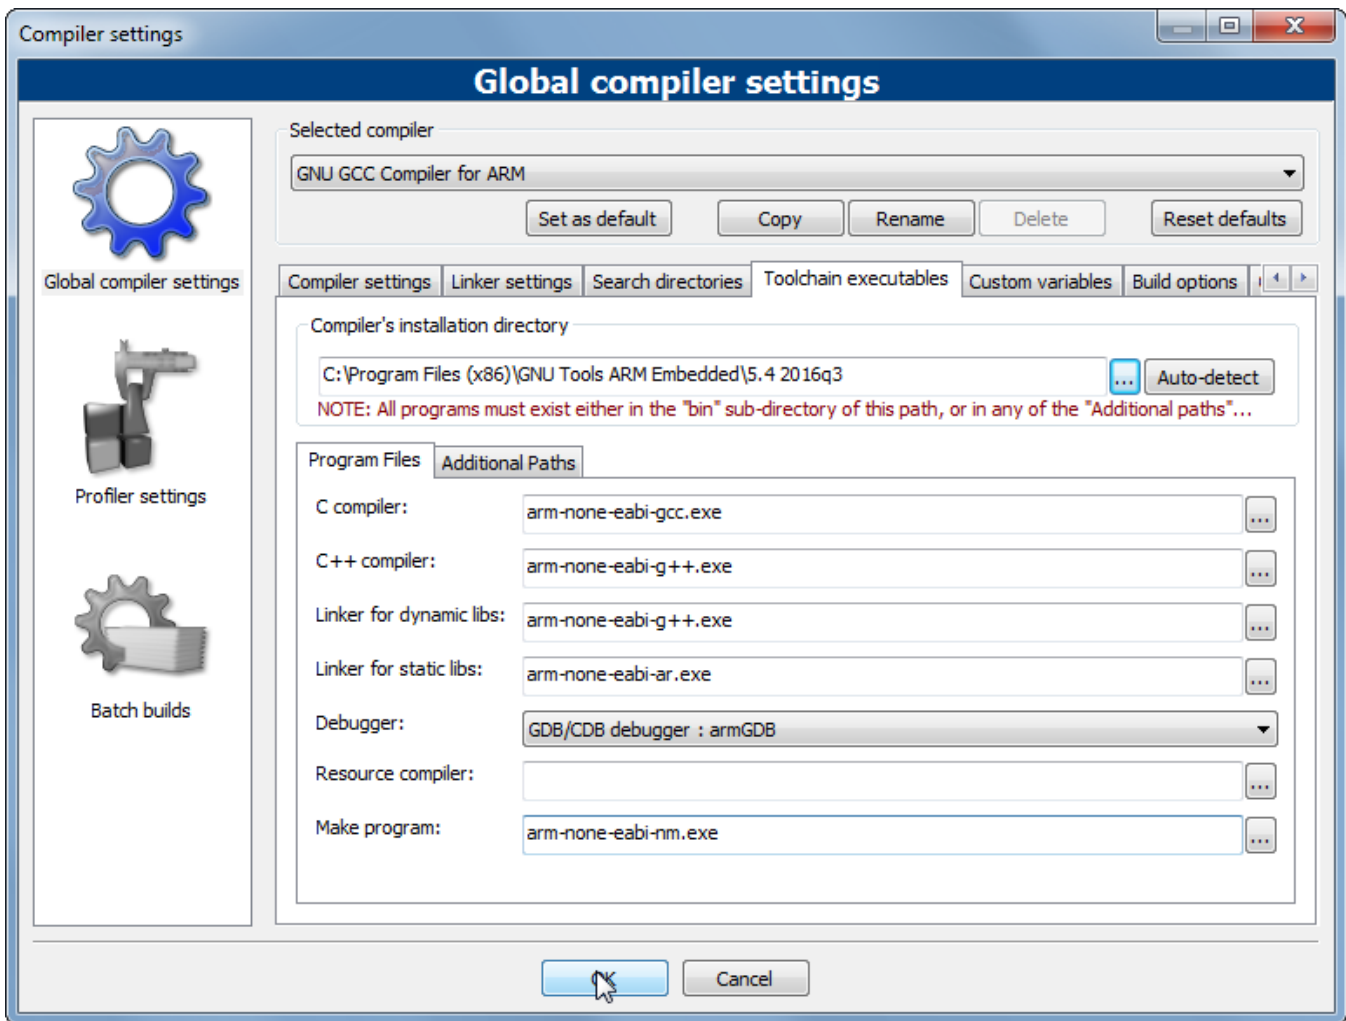 Compiler settings
Global compiler settings
Selected compiler
GNU GCC Compiler for ARM
Set as default Copy Rename Delete Reset defaults
Global compiler settings
Profiler settings
Batch builds
Compiler settings Linker settings Search directories Toolchain executables Custom variables Build options
Compiler's installation directory
C:\Program Files (x86)\GNU Tools ARM Embedded\5.4 2016q3 ... Auto-detect
NOTE: All programs must exist either in the "bin" sub-directory of this path, or in any of the "Additional paths"...
Program Files Additional Paths
C compiler: arm-none-eabi-gcc.exe ...
C++ compiler: arm-none-eabi-g++.exe ...
Linker for dynamic libs: arm-none-eabi-g++.exe ...
Linker for static libs: arm-none-eabi-ar.exe ...
Debugger: GDB/CDB debugger : armGDB
Resource compiler: ...
Make program: arm-none-eabi-nm.exe ...
OK Cancel